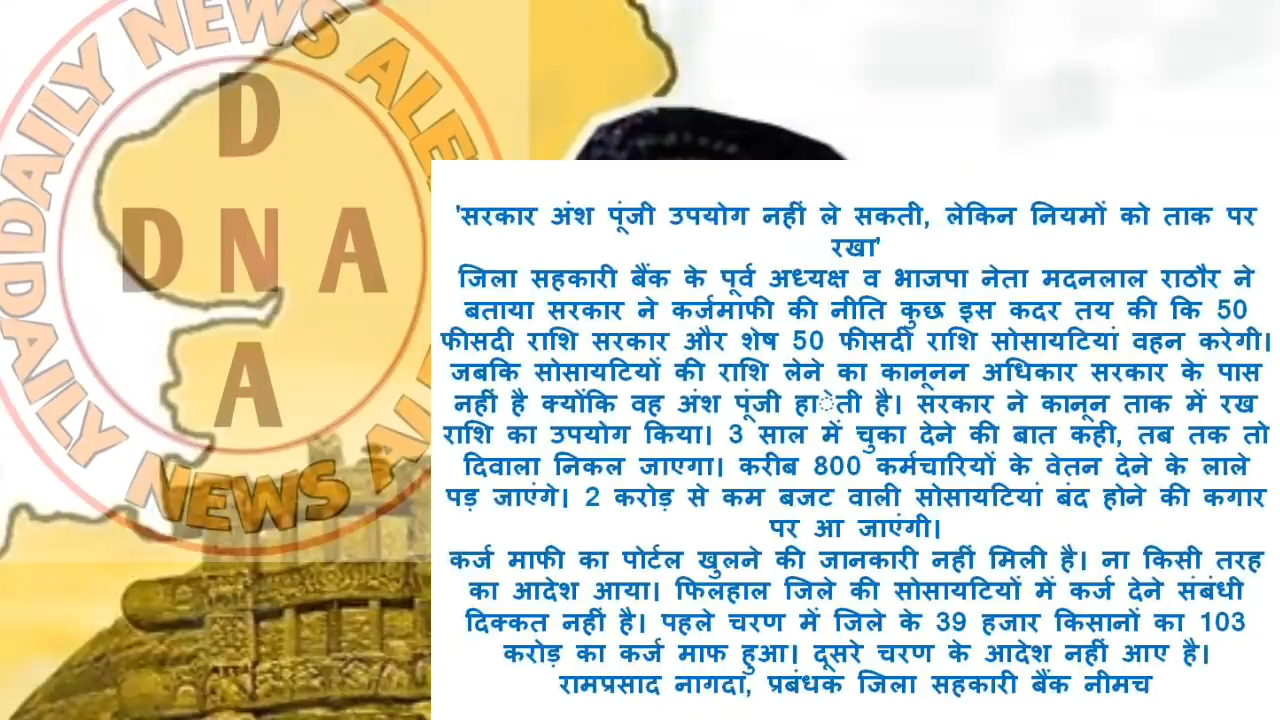 DAILY NEWS ALE
DAILY NEWS AL
D
DNA
A
'सरकार अंश पूंजी उपयोग नहीं ले सकती, लेकिन नियमों को ताक पर
रखा'
जिला सहकारी बैंक के पूर्व अध्यक्ष व भाजपा नेता मदनलाल राठौर ने
बताया सरकार ने कर्जमाफी की नीति कुछ इस कदर तय की कि 50
फीसदी राशि सरकार और शेष 50 फीसदी राशि सोसायटियां वहन करेगी।
जबकि सोसायटियों की राशि लेने का कानूनन अधिकार सरकार के पास
नहीं है क्योंकि वह अंश पूंजी हाेती है। सरकार ने कानून ताक में रख
राशि का उपयोग किया। 3 साल में चुका देने की बात कही, तब तक तो
दिवाला निकल जाएगा। करीब 800 कर्मचारियों के वेतन देने के लाले
पड़ जाएंगे। 2 करोड़ से कम बजट वाली सोसायटियां बंद होने की कगार
पर आ जाएंगी।
कर्ज माफी का पोर्टल खुलने की जानकारी नहीं मिली है। ना किसी तरह
का आदेश आया। फिलहाल जिले की सोसायटियों में कर्ज देने संबंधी
दिक्कत नहीं है। पहले चरण में जिले के 39 हजार किसानों का 103
करोड़ का कर्ज माफ हुआ। दूसरे चरण के आदेश नहीं आए है।
रामप्रसाद नागदा, प्रबंधक जिला सहकारी बैंक नीमच